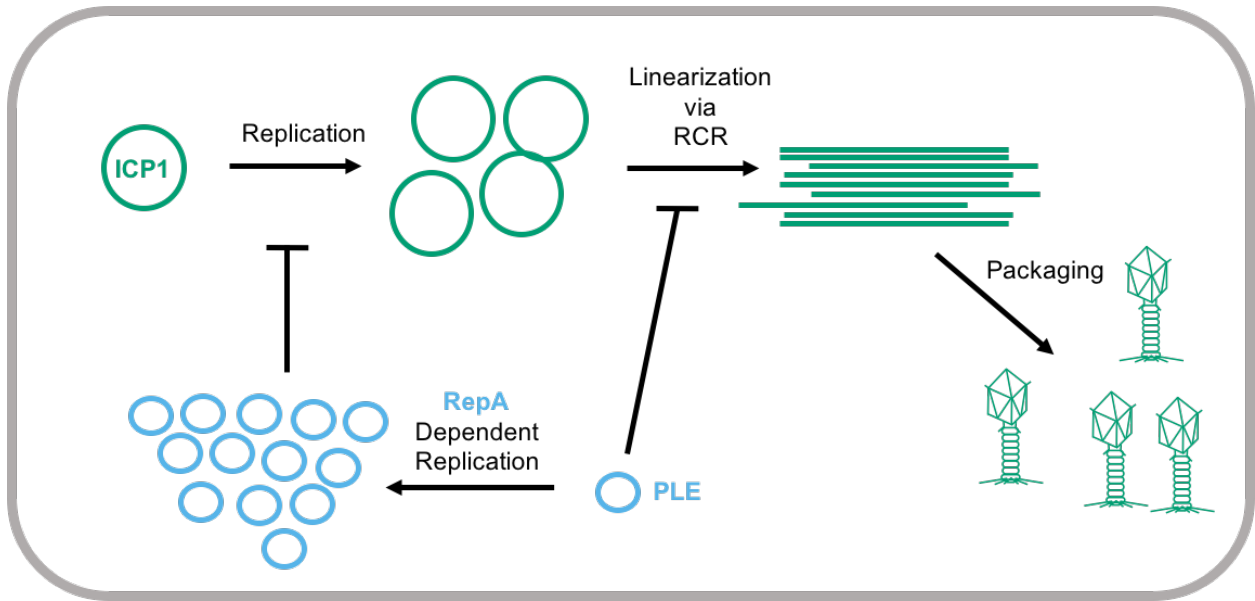 Linearization
via
RCR
Replication
ICP1
Packaging
RepA
Dependent
Replication
PLE